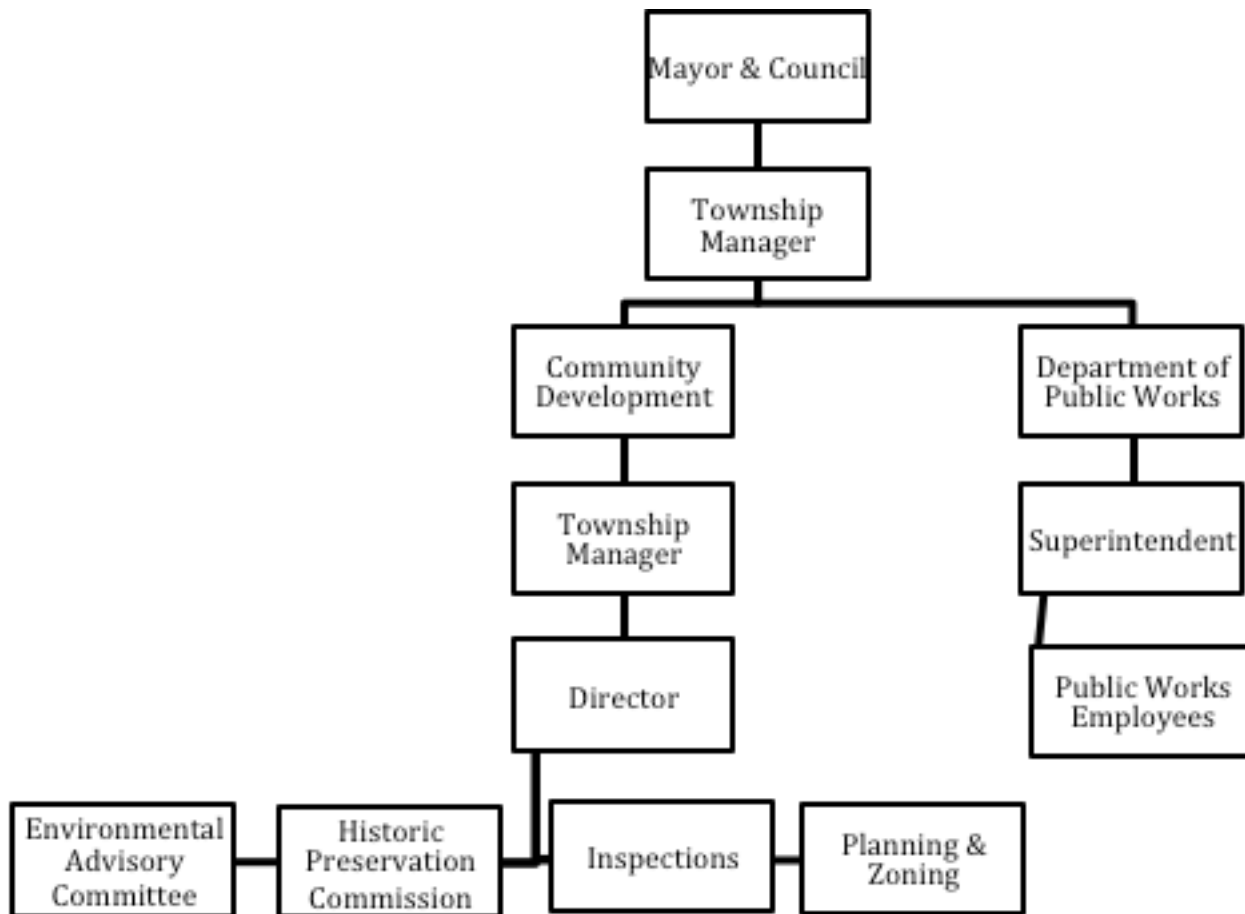 Mayor & Council
Township
Manager
Community
Development
Department of
Public Works
Township
Manager
Superintendent
Director
Public Works
Employees
Environmental
Advisory
Committee
Historic
Preservation
Commission
Inspections
Planning &
Zoning